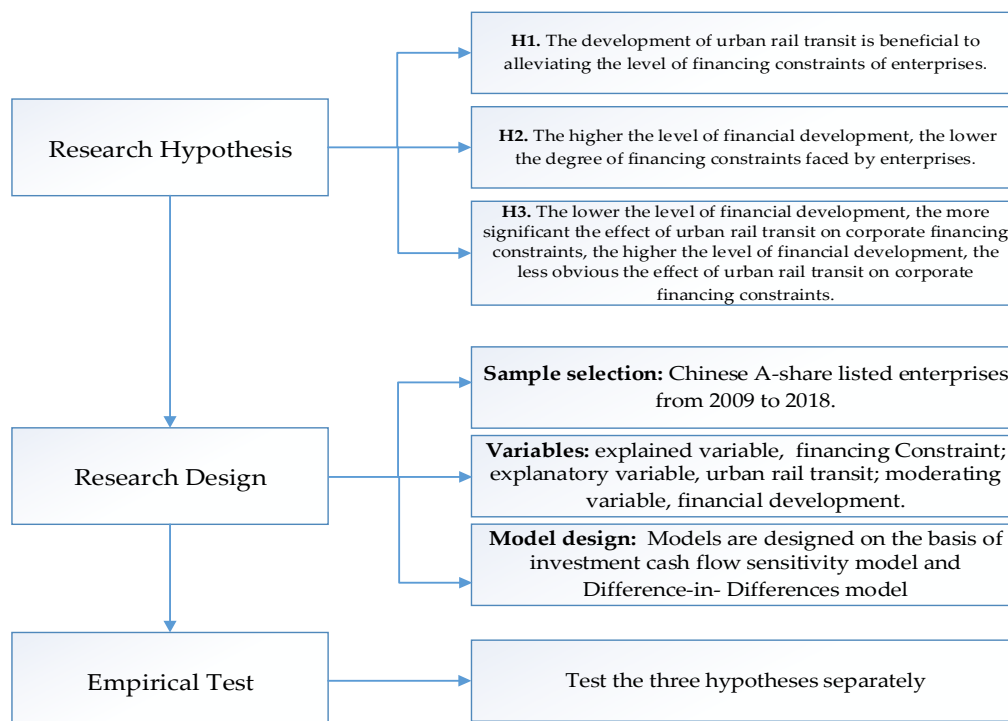 H1. The development of urban rail transit is beneficial to
alleviating the level of financing constraints of enterprises.
Research Hypothesis
H2. The higher the level of financial development, the lower
the degree of financing constraints faced by enterprises.
H3. The lower the level of financial development, the more
significant the effect of urban rail transit on corporate financing
constraints, the higher the level of financial development, the
less obvious the effect of urban rail transit on corporate
financing constraints.
Sample selection: Chinese A-share listed enterprises
from 2009 to 2018.
Research Design
Variables: explained variable, financing Constraint;
explanatory variable, urban rail transit; moderating
variable, financial development.
Model design: Models are designed on the basis of
investment cash flow sensitivity model and
Difference-in- Differences model
Empirical Test
Test the three hypotheses separately